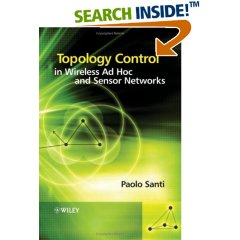 SEARCH INSIDE!™
Topology Control
in Wireless Ad Hoc
and Sensor Networks
Paolo Santi
WILEY